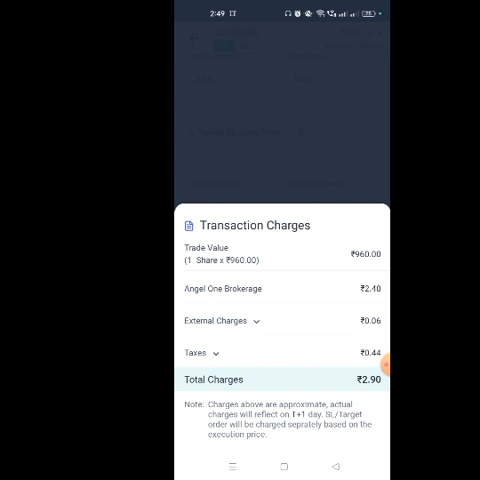 2:49
Transaction Charges
Trade Value
(1 Share x ₹960.00) ₹960.00
Angel One Brokerage ₹2.40
External Charges ₹0.06
Taxes ₹0.44
Total Charges ₹2.90
Note: Charges above are approximate, actual
charges will reflect on T+1 day. SL/Target
order will be charged seprately based on the
execution price.